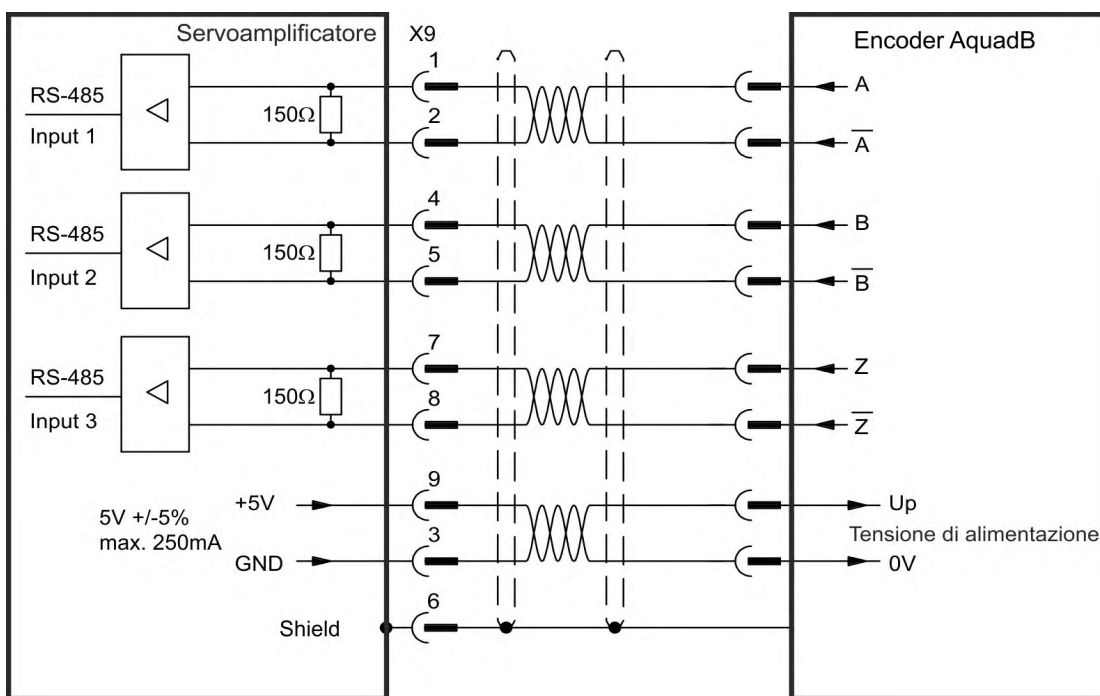 Servoamplificatore
X9
Encoder AquadB
RS-485
Input 1
150Ω
1
2
A
A̅
RS-485
Input 2
150Ω
4
5
B
B̅
RS-485
Input 3
150Ω
7
8
Z
Z̅
5V +/-5%
max. 250mA
+5V
GND
9
3
Up
Tensione di alimentazione
0V
Shield
6